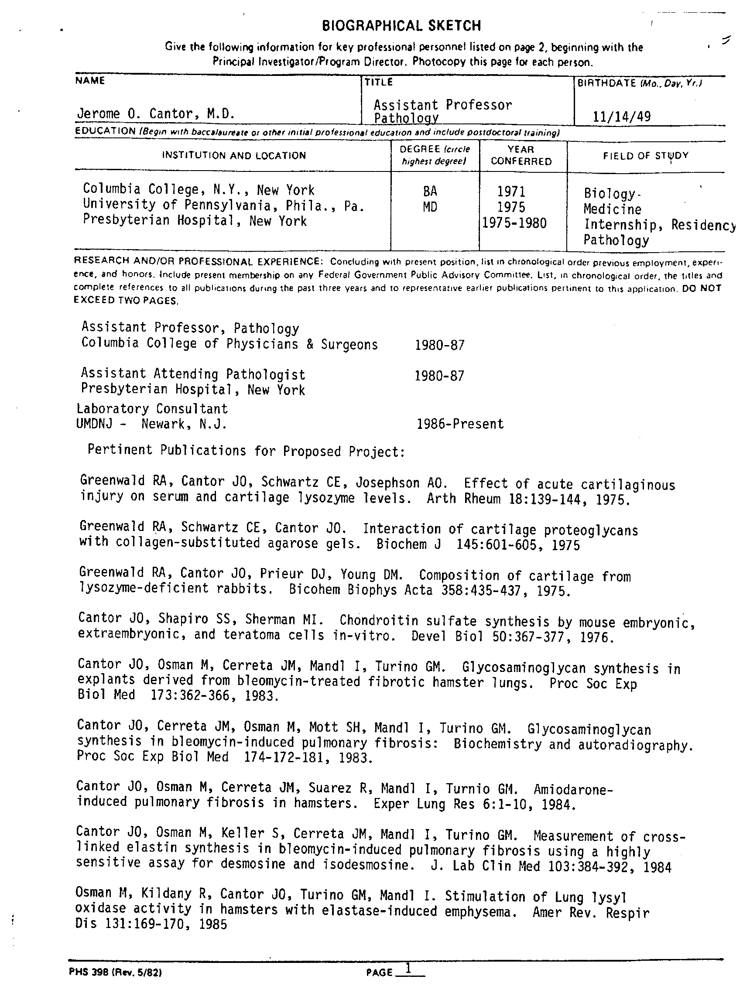 BIOGRAPHICAL SKETCH
Give the following information for key professional personnel listed on page 2, beginning with the
Principal Investigator/Program Director. Photocopy this page for each person.
NAME
TITLE
BIRTHDATE (Mo., Day, Yr.)
Jerome O. Cantor, M.D.
Assistant Professor
Pathology
11/14/49
EDUCATION (Begin with baccalaureate or other initial professional education and include postdoctoral training)
INSTITUTION AND LOCATION
DEGREE (circle
highest degree)
YEAR
CONFERRED
FIELD OF STUDY
Columbia College, N.Y., New York BA 1971 Biology-
University of Pennsylvania, Phila., Pa. MD 1975 Medicine
Presbyterian Hospital, New York 1975-1980 Internship, Residency
Pathology
RESEARCH AND/OR PROFESSIONAL EXPERIENCE: Concluding with present position, list in chronological order previous employment, experi-
ence, and honors. Include present membership on any Federal Government Public Advisory Committee. List, in chronological order, the titles and
complete references to all publications during the past three years and to representative earlier publications pertinent to this application. DO NOT
EXCEED TWO PAGES.
Assistant Professor, Pathology
Columbia College of Physicians & Surgeons 1980-87
Assistant Attending Pathologist 1980-87
Presbyterian Hospital, New York
Laboratory Consultant
UMDNJ - Newark, N.J. 1986-Present
Pertinent Publications for Proposed Project:
Greenwald RA, Cantor JO, Schwartz CE, Josephson AO. Effect of acute cartilaginous
injury on serum and cartilage lysozyme levels. Arth Rheum 18:139-144, 1975.
Greenwald RA, Schwartz CE, Cantor JO. Interaction of cartilage proteoglycans
with collagen-substituted agarose gels. Biochem J 145:601-605, 1975
Greenwald RA, Cantor JO, Prieur DJ, Young DM. Composition of cartilage from
lysozyme-deficient rabbits. Bicohem Biophys Acta 358:435-437, 1975.
Cantor JO, Shapiro SS, Sherman MI. Chondroitin sulfate synthesis by mouse embryonic,
extraembryonic, and teratoma cells in-vitro. Devel Biol 50:367-377, 1976.
Cantor JO, Osman M, Cerreta JM, Mandl I, Turino GM. Glycosaminoglycan synthesis in
explants derived from bleomycin-treated fibrotic hamster lungs. Proc Soc Exp
Biol Med 173:362-366, 1983.
Cantor JO, Cerreta JM, Osman M, Mott SH, Mandl I, Turino GM. Glycosaminoglycan
synthesis in bleomycin-induced pulmonary fibrosis: Biochemistry and autoradiography.
Proc Soc Exp Biol Med 174-172-181, 1983.
Cantor JO, Osman M, Cerreta JM, Suarez R, Mandl I, Turnio GM. Amiodarone-
induced pulmonary fibrosis in hamsters. Exper Lung Res 6:1-10, 1984.
Cantor JO, Osman M, Keller S, Cerreta JM, Mandl I, Turino GM. Measurement of cross-
linked elastin synthesis in bleomycin-induced pulmonary fibrosis using a highly
sensitive assay for desmosine and isodesmosine. J. Lab Clin Med 103:384-392, 1984
Osman M, Kildany R, Cantor JO, Turino GM, Mandl I. Stimulation of Lung lysyl
oxidase activity in hamsters with elastase-induced emphysema. Amer Rev. Respir
Dis 131:169-170, 1985
PHS 398 (Rev. 5/82)
PAGE 1